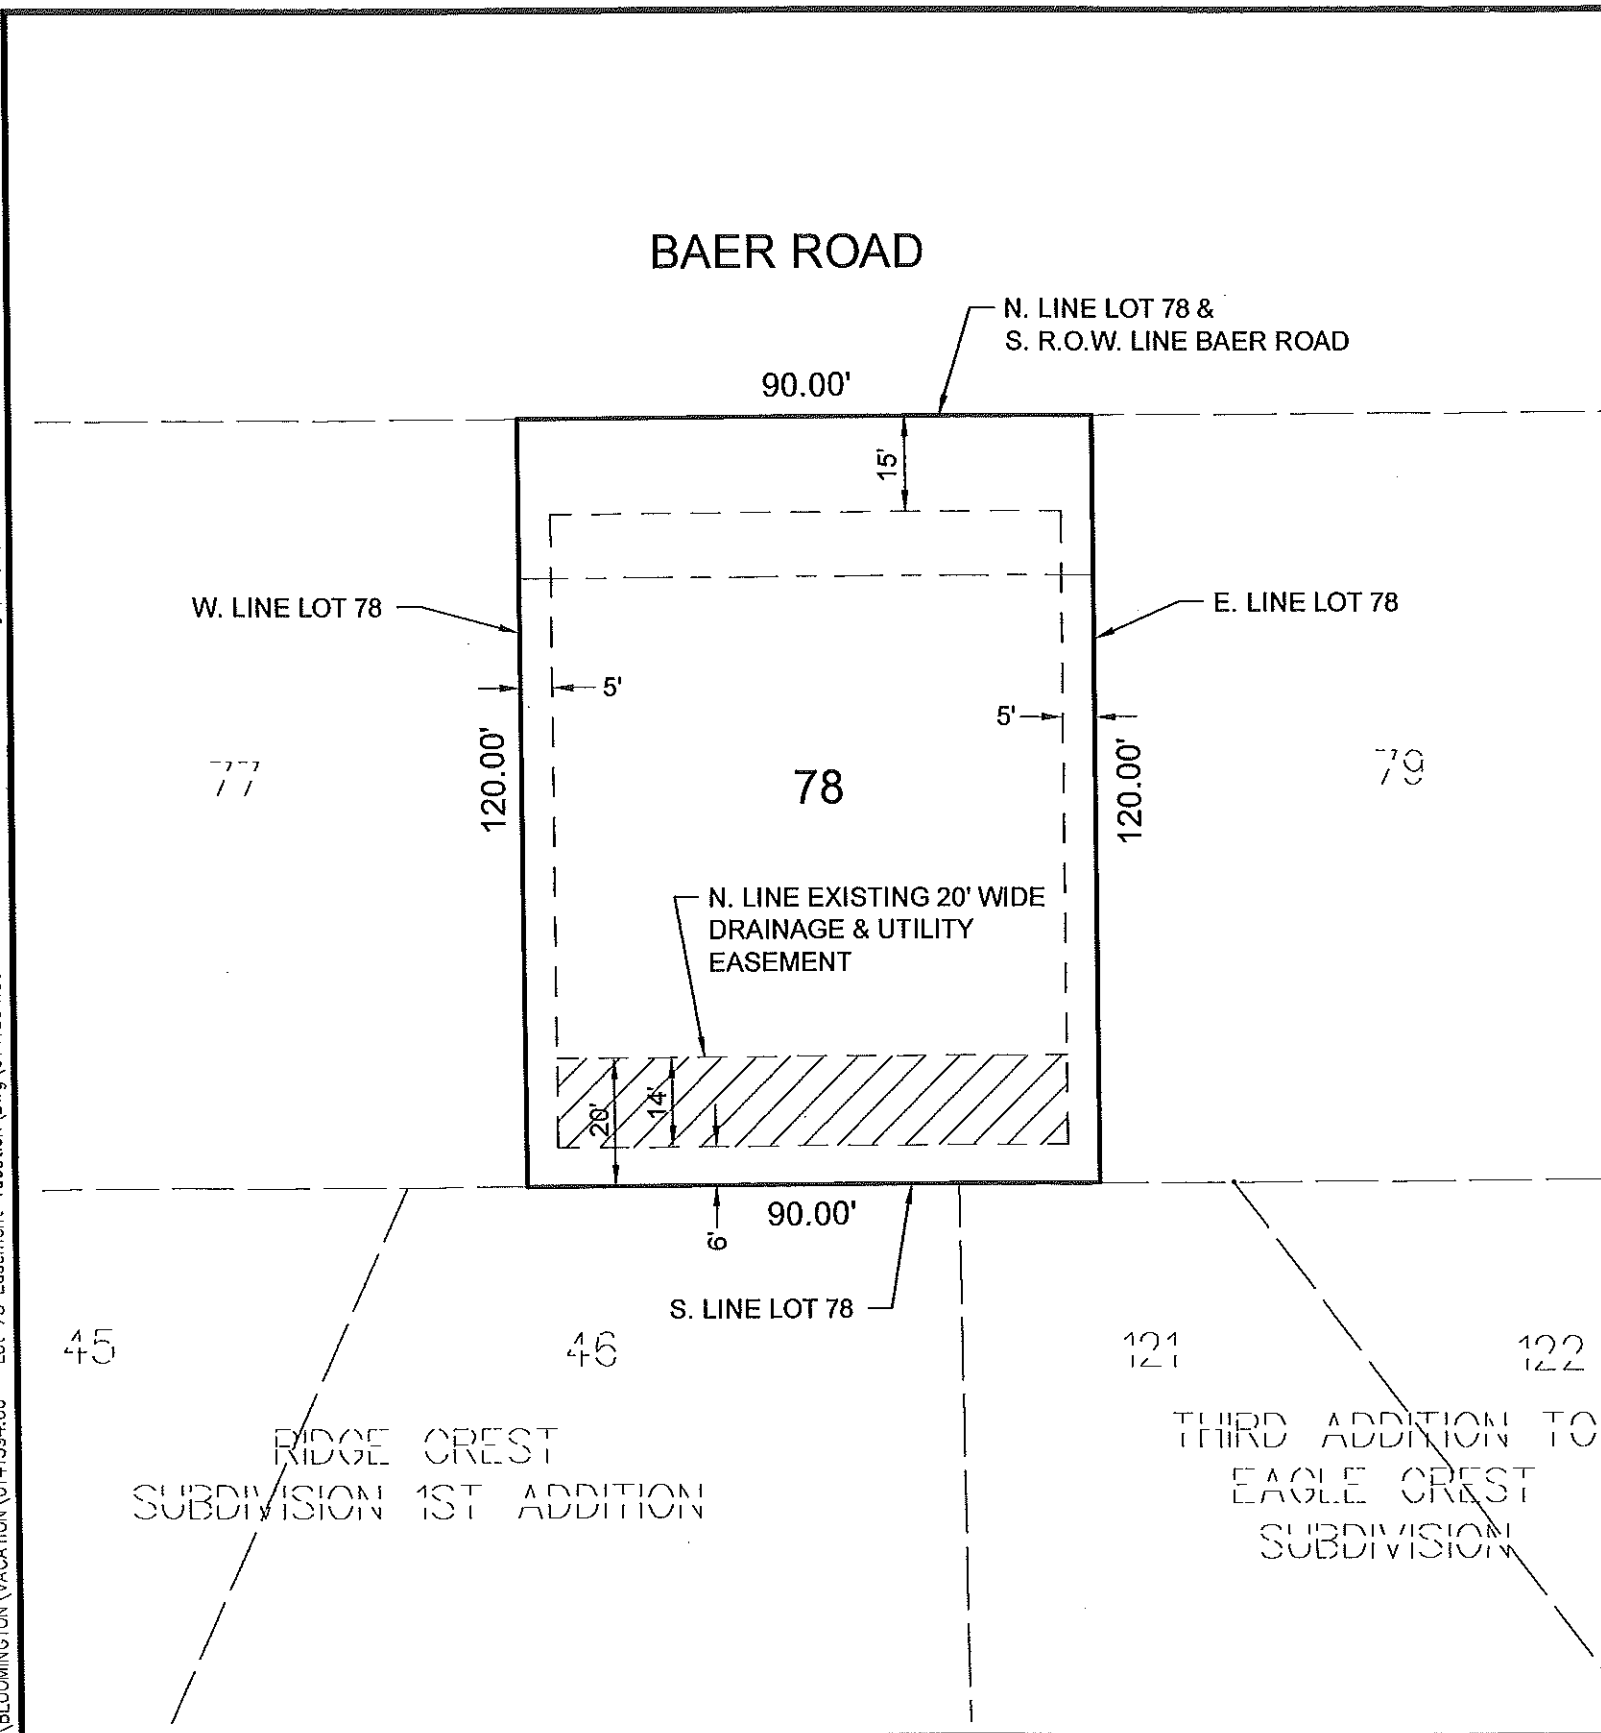 BAER ROAD
N. LINE LOT 78 &
S. R.O.W. LINE BAER ROAD
90.00'
15'
W. LINE LOT 78
E. LINE LOT 78
5'
5'
120.00'
120.00'
77
78
79
N. LINE EXISTING 20' WIDE
DRAINAGE & UTILITY
EASEMENT
20'
14'
6'
90.00'
S. LINE LOT 78
45
46
121
122
RIDGE CREST
SUBDIVISION 1ST ADDITION
THIRD ADDITION TO
EAGLE CREST
SUBDIVISION